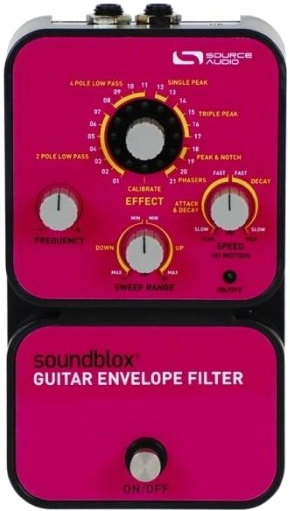 SOURCE
AUDIO
4 POLE LOW PASS
SINGLE PEAK
TRIPLE PEAK
PEAK & NOTCH
PHASERS
2 POLE LOW PASS
01
02
03
04
05
06
07
08
09
10
11
12
13
14
15
16
17
18
19
20
21
CALIBRATE
EFFECT
FREQUENCY
- +
FAST FAST
DECAY
ATTACK
& DECAY
SLOW SLOW
SPEED
MIN MIN
DOWN UP
MAX MAX
SWEEP RANGE
ON/OFF
soundblox®
GUITAR ENVELOPE FILTER
ON/OFF